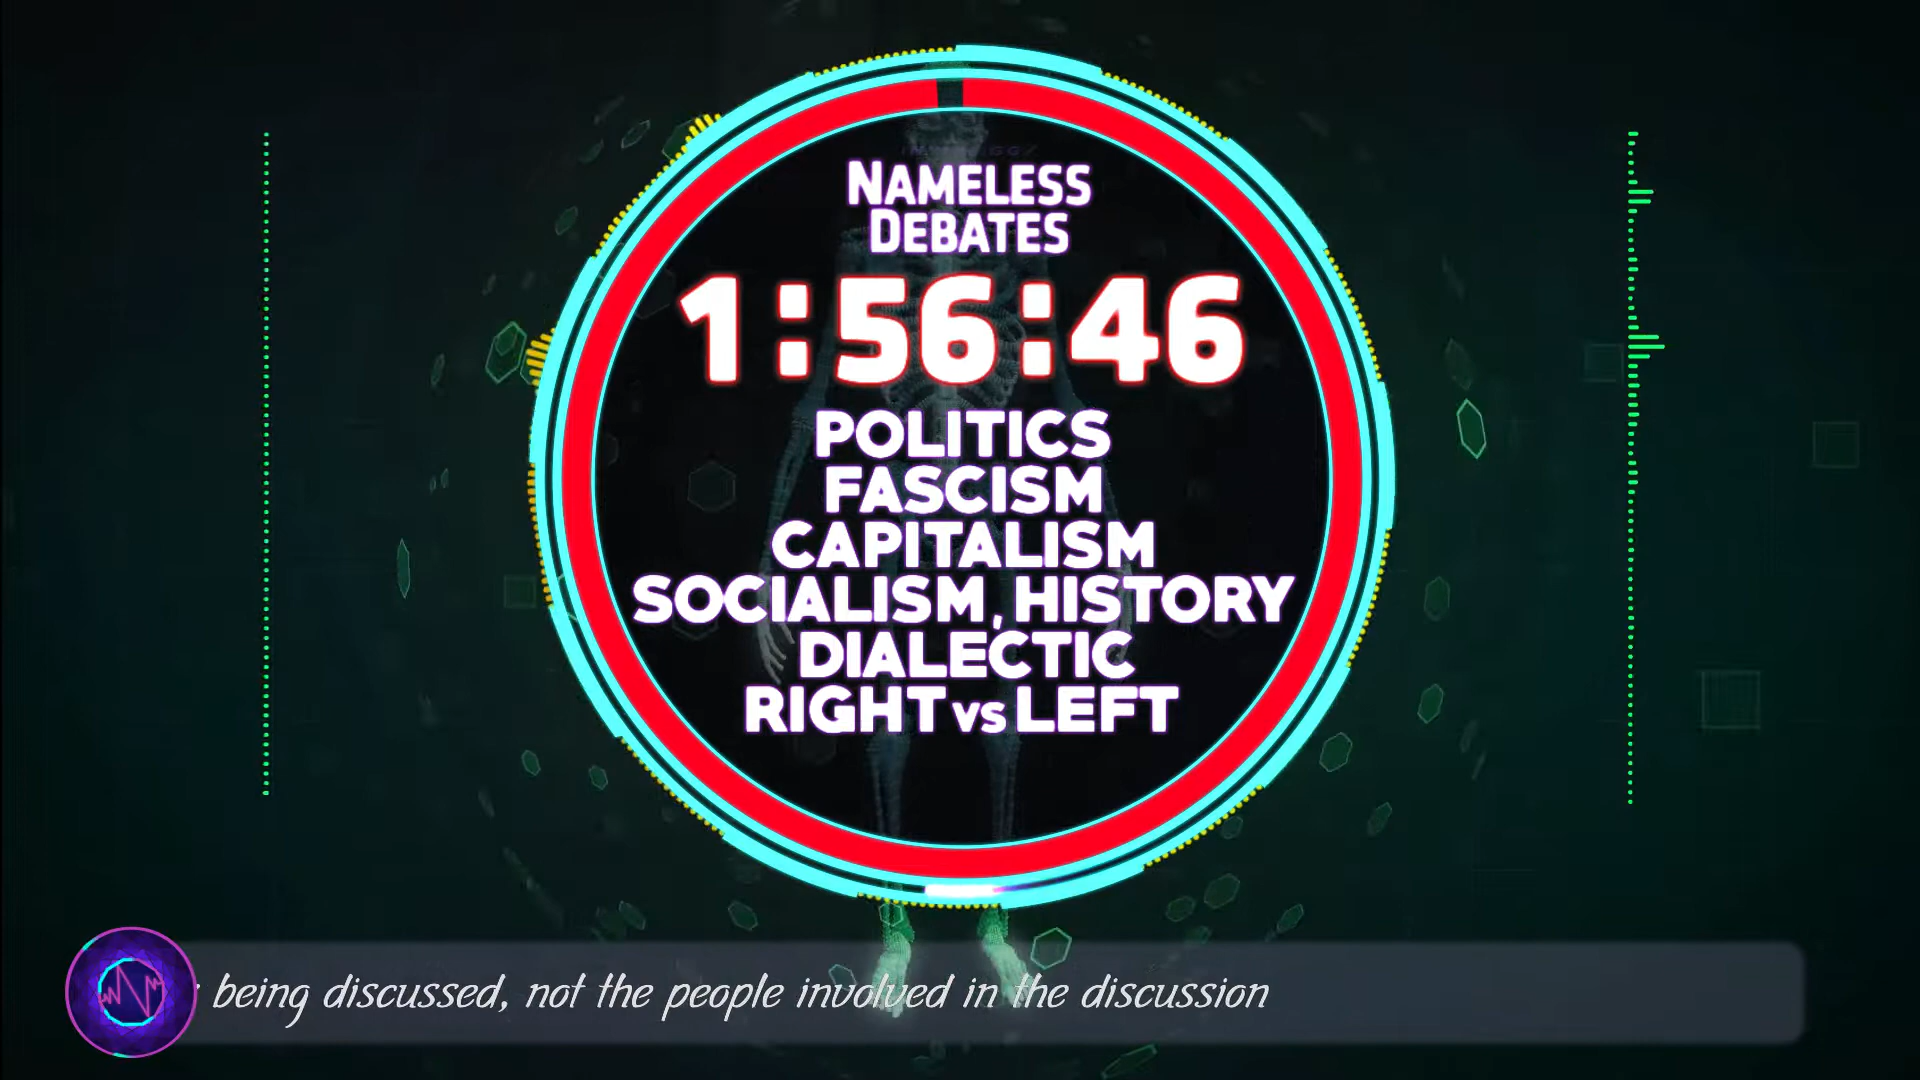 NAMELESS
DEBATES
1:56:46
POLITICS
FASCISM
CAPITALISM
SOCIALISM, HISTORY
DIALECTIC
RIGHT vs LEFT
being discussed, not the people involved in the discussion